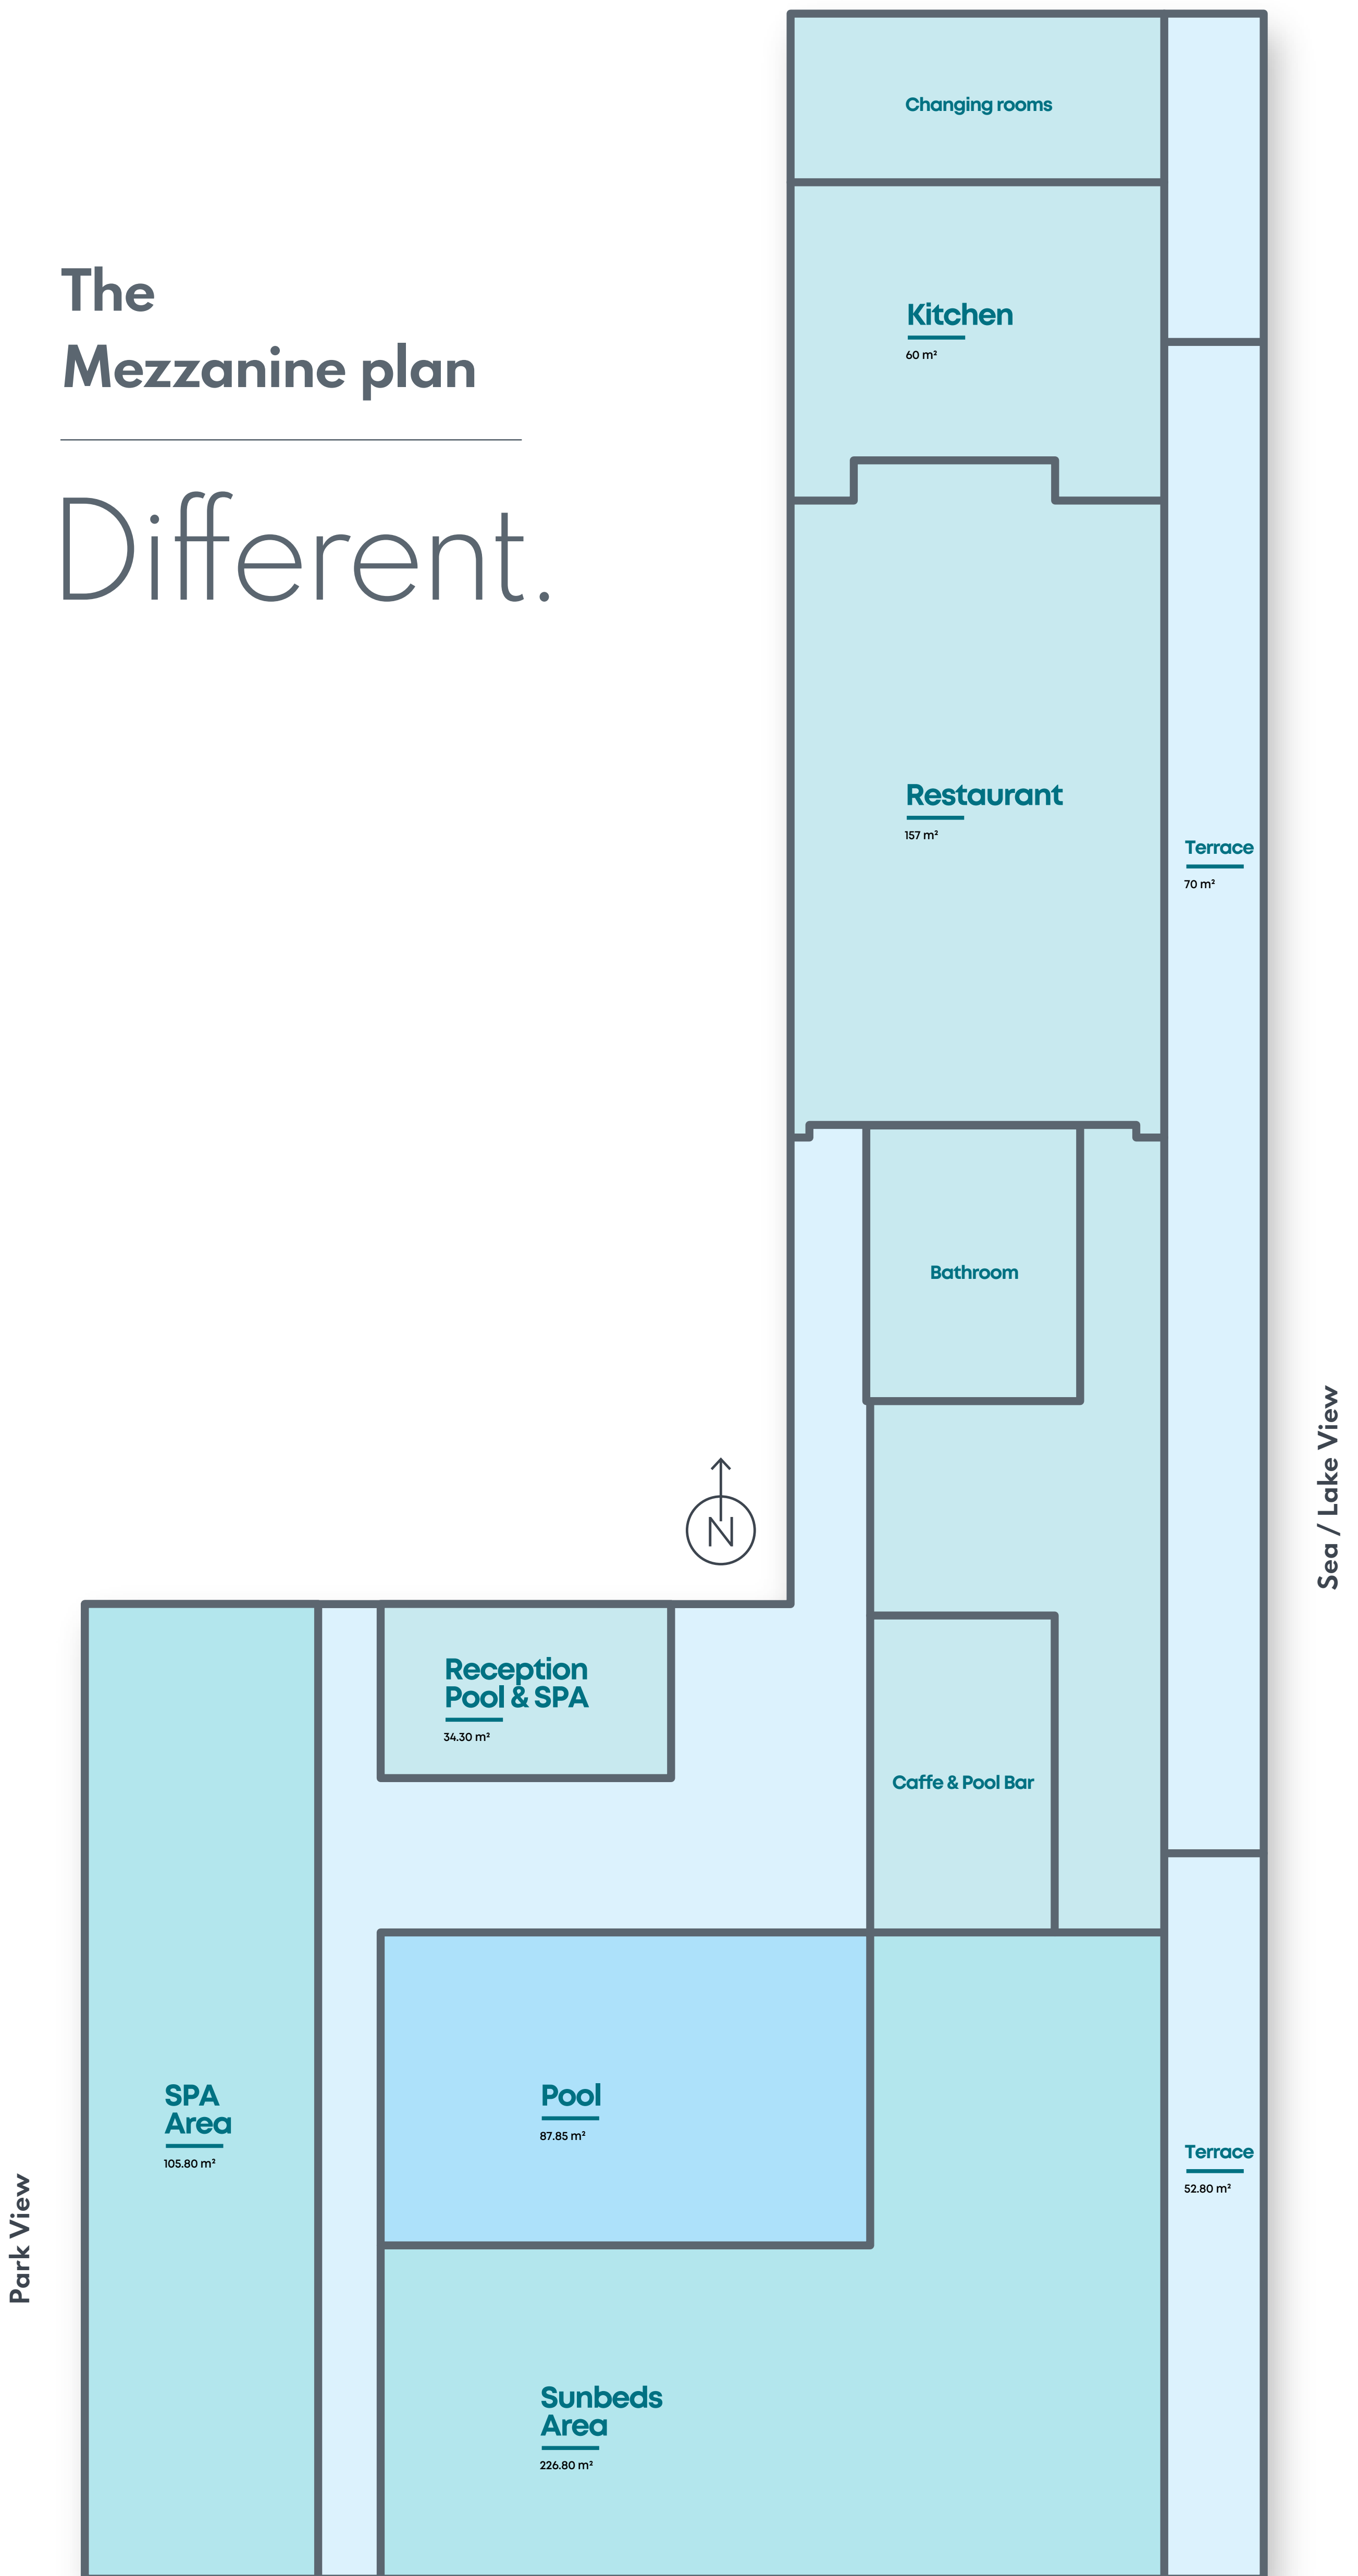 The
Mezzanine plan
Different.
Changing rooms
Kitchen
60 m²
Restaurant
157 m²
Terrace
70 m²
Bathroom
Sea / Lake View
N
Reception
Pool & SPA
34.30 m²
Caffe & Pool Bar
SPA
Area
105.80 m²
Pool
87.85 m²
Terrace
52.80 m²
Park View
Sunbeds
Area
226.80 m²